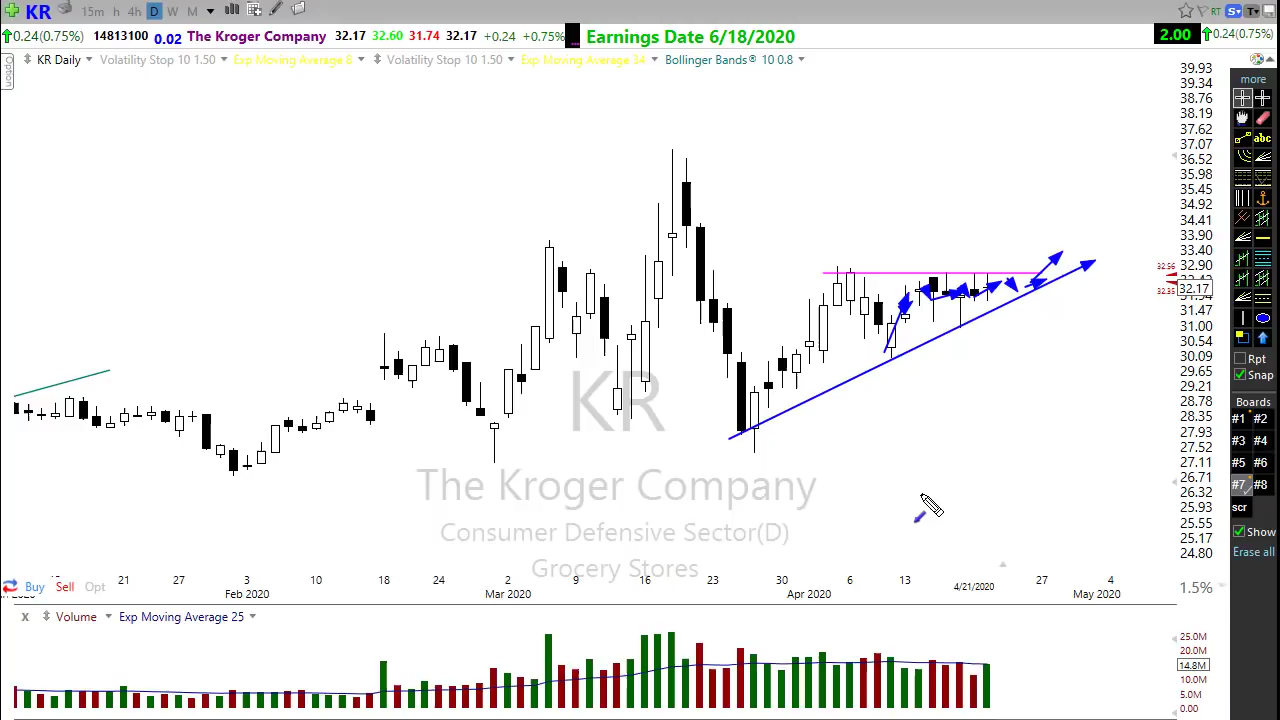 KR 15m h 4h D W M RT S T
0.24(0.75%) 14813100 0.02 The Kroger Company 32.17 32.60 31.74 32.17 +0.24 +0.75% Earnings Date 6/18/2020 2.00 0.24(0.75%)
Option
KR Daily Volatility Stop 10 1.50 Exp Moving Average 8 Volatility Stop 10 1.50 Exp Moving Average 34 Bollinger Bands® 10 0.8
39.93
39.34
38.76
38.19
37.62
37.07
36.52
35.98
35.45
34.92
34.41
33.90
33.40
32.90
32.56
32.17
32.35
31.47
31.00
30.54
30.09
29.65
29.21
28.78
28.35
27.93
27.52
27.11
26.71
26.32
25.93
25.55
25.17
24.80
more
abc
Rpt
Snap
Boards
#1 #2
#3 #4
#5 #6
#7 #8
scr
Show
Erase all
KR
The Kroger Company
Consumer Defensive Sector(D)
Grocery Stores
21 27 3 10 18 24 2 9 16 23 30 6 13 4/21/2020 27 4
Feb 2020 Mar 2020 Apr 2020 May 2020
Buy Sell Opt
1.5%
x Volume Exp Moving Average 25
25.0M
20.0M
14.8M
10.0M
5.0M
0.00